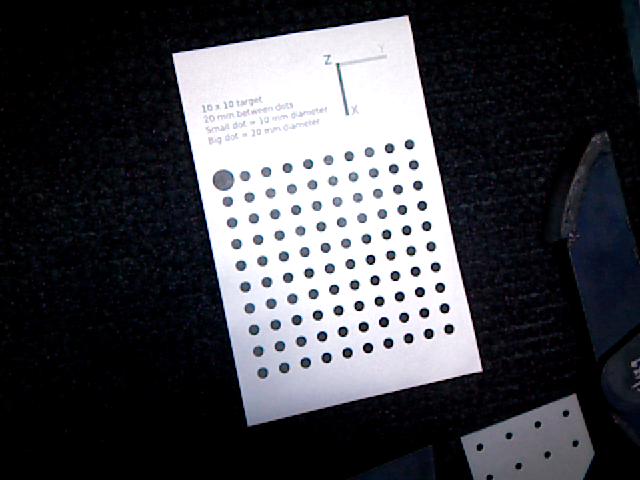 Z Y
X
10 x 10 target
20 mm between dots
Small dot = 10 mm diameter
Big dot = 20 mm diameter